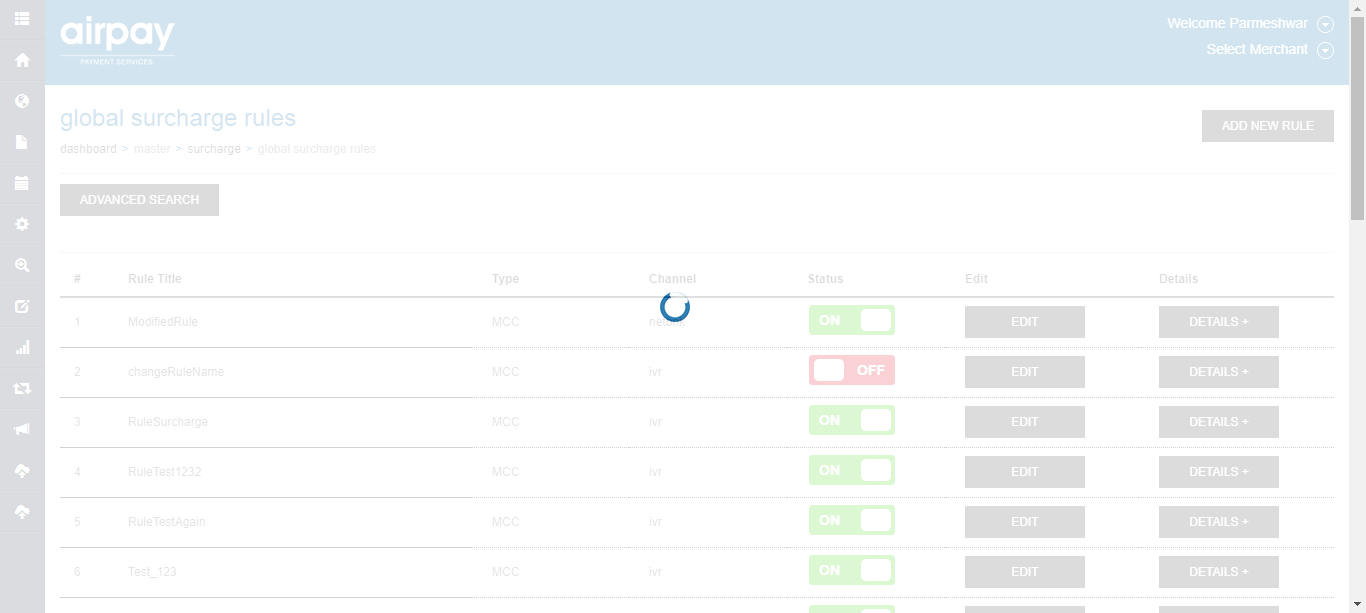 airpay
PAYMENT SERVICES
Welcome Parmeshwar
Select Merchant
global surcharge rules
ADD NEW RULE
dashboard > master > surcharge > global surcharge rules
ADVANCED SEARCH
# Rule Title Type Channel Status Edit Details
1 ModifiedRule MCC ON EDIT DETAILS +
2 changeRuleName MCC ivr OFF EDIT DETAILS +
3 RuleSurcharge MCC ivr ON EDIT DETAILS +
4 RuleTest1232 MCC ivr ON EDIT DETAILS +
5 RuleTestAgain MCC ivr ON EDIT DETAILS +
6 Test_123 MCC ivr ON EDIT DETAILS +